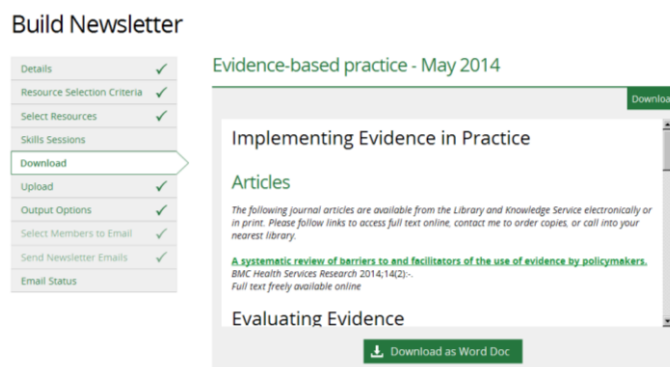 Build Newsletter
Details
Resource Selection Criteria
Select Resources
Skills Sessions
Download
Upload
Output Options
Select Members to Email
Send Newsletter Emails
Email Status
Evidence-based practice - May 2014
Downloa
Implementing Evidence in Practice
Articles
The following journal articles are available from the Library and Knowledge Service electronically or
in print. Please follow links to access full text online, contact me to order copies, or call into your
nearest library.
A systematic review of barriers to and facilitators of the use of evidence by policymakers.
BMC Health Services Research 2014;14(2):-.
Full text freely available online
Evaluating Evidence
Download as Word Doc